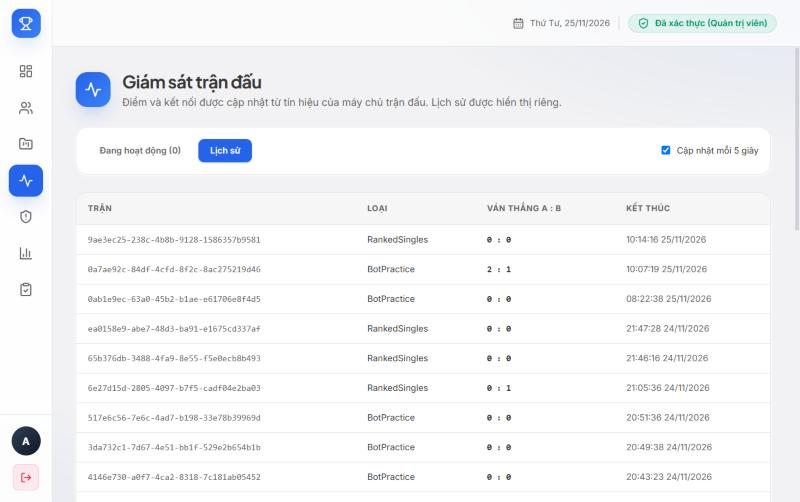 Thứ Tư, 25/11/2026
Đã xác thực (Quản trị viên)
Giám sát trận đấu
Điểm và kết nối được cập nhật từ tín hiệu của máy chủ trận đấu. Lịch sử được hiển thị riêng.
Đang hoạt động (0)
Lịch sử
Cập nhật mỗi 5 giây
TRẬN LOẠI VÁN THẮNG A : B KẾT THÚC
9ae3ec25-238c-4b8b-9128-1586357b9581 RankedSingles 0 : 0 10:14:16 25/11/2026
0a7ae92c-84df-4cfd-8f2c-8ac275219d46 BotPractice 2 : 1 10:07:19 25/11/2026
0ab1e9ec-63a0-45b2-b1ae-e61706e8f4d5 BotPractice 0 : 0 08:22:38 25/11/2026
ea0158e9-abe7-48d3-ba91-e1675cd337af RankedSingles 0 : 0 21:47:28 24/11/2026
65b376db-3488-4fa9-8e55-f5e0ecb8b493 RankedSingles 0 : 0 21:46:16 24/11/2026
6e27d15d-2805-4097-b7f5-cadf04e2ba03 RankedSingles 0 : 1 21:05:36 24/11/2026
517e6c56-7e6c-4ad7-b198-33e78b39969d BotPractice 0 : 0 20:51:36 24/11/2026
3da732c1-7d67-4e51-bb1f-529e2b654b1b BotPractice 0 : 0 20:49:38 24/11/2026
4146e730-a0f7-4ca2-8318-7c181ab05452 BotPractice 0 : 0 20:43:23 24/11/2026
A